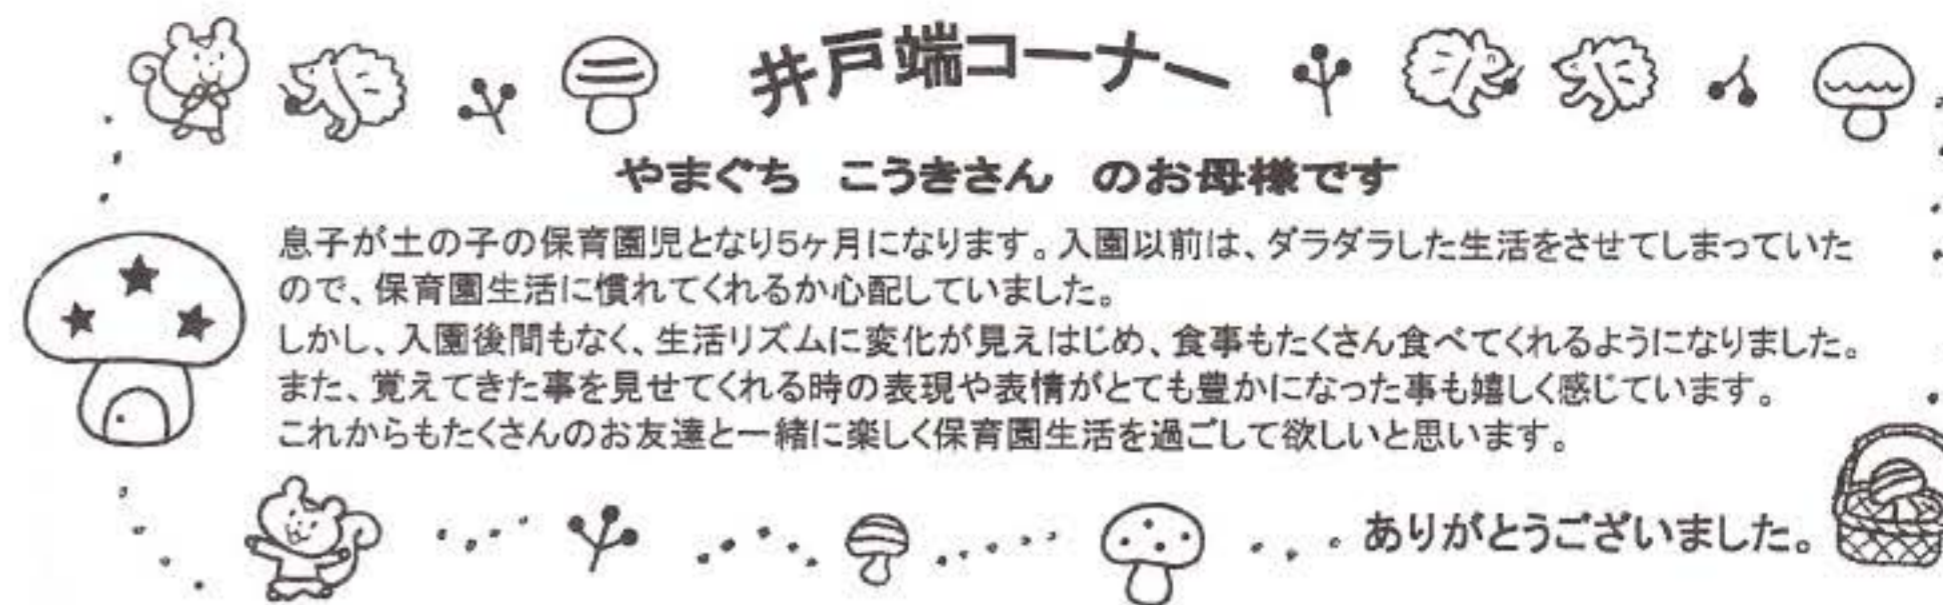 井戸端コーナー
やまぐち こうきさん のお母様です
息子が土の子の保育園児となり5ヶ月になります。入園以前は、ダラダラした生活をさせてしまっていた
ので、保育園生活に慣れてくれるか心配していました。
しかし、入園後間もなく、生活リズムに変化が見えはじめ、食事もたくさん食べてくれるようになりました。
また、覚えてきた事を見せてくれる時の表現や表情がとても豊かになった事も嬉しく感じています。
これからもたくさんのお友達と一緒に楽しく保育園生活を過ごして欲しいと思います。
ありがとうございました。